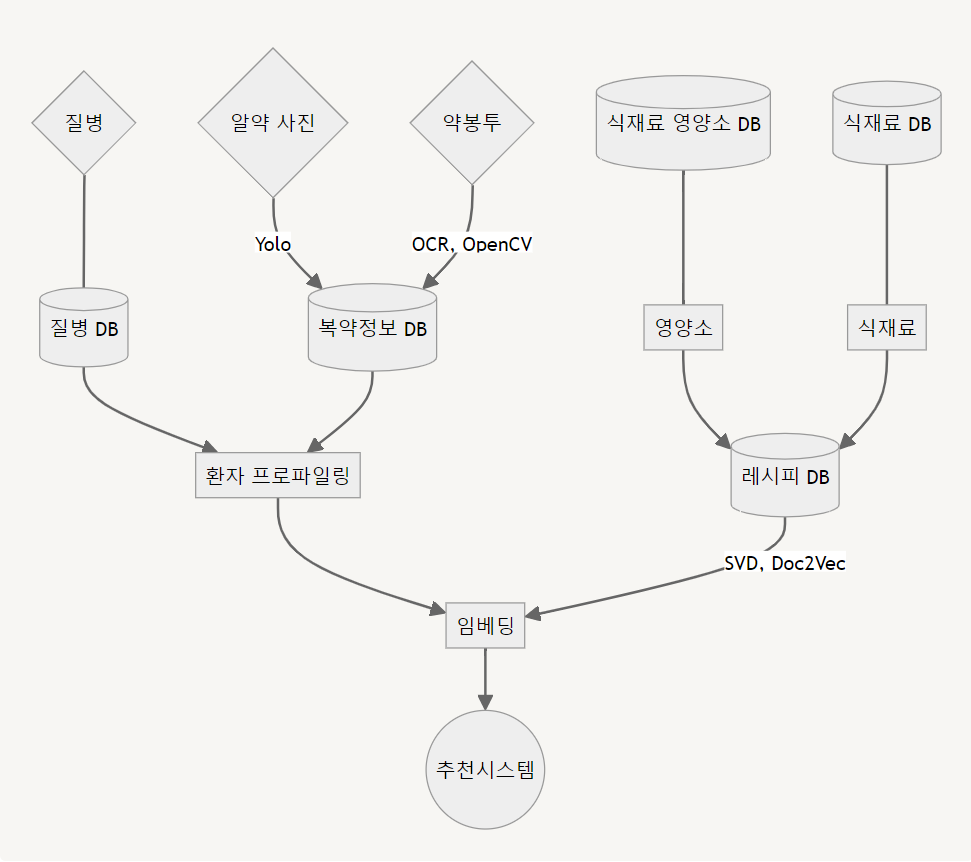 질병
알약 사진
약봉투
식재료 영양소 DB
식재료 DB
Yolo
OCR, OpenCV
질병 DB
복약정보 DB
영양소
식재료
환자 프로파일링
레시피 DB
SVD, Doc2Vec
임베딩
추천시스템